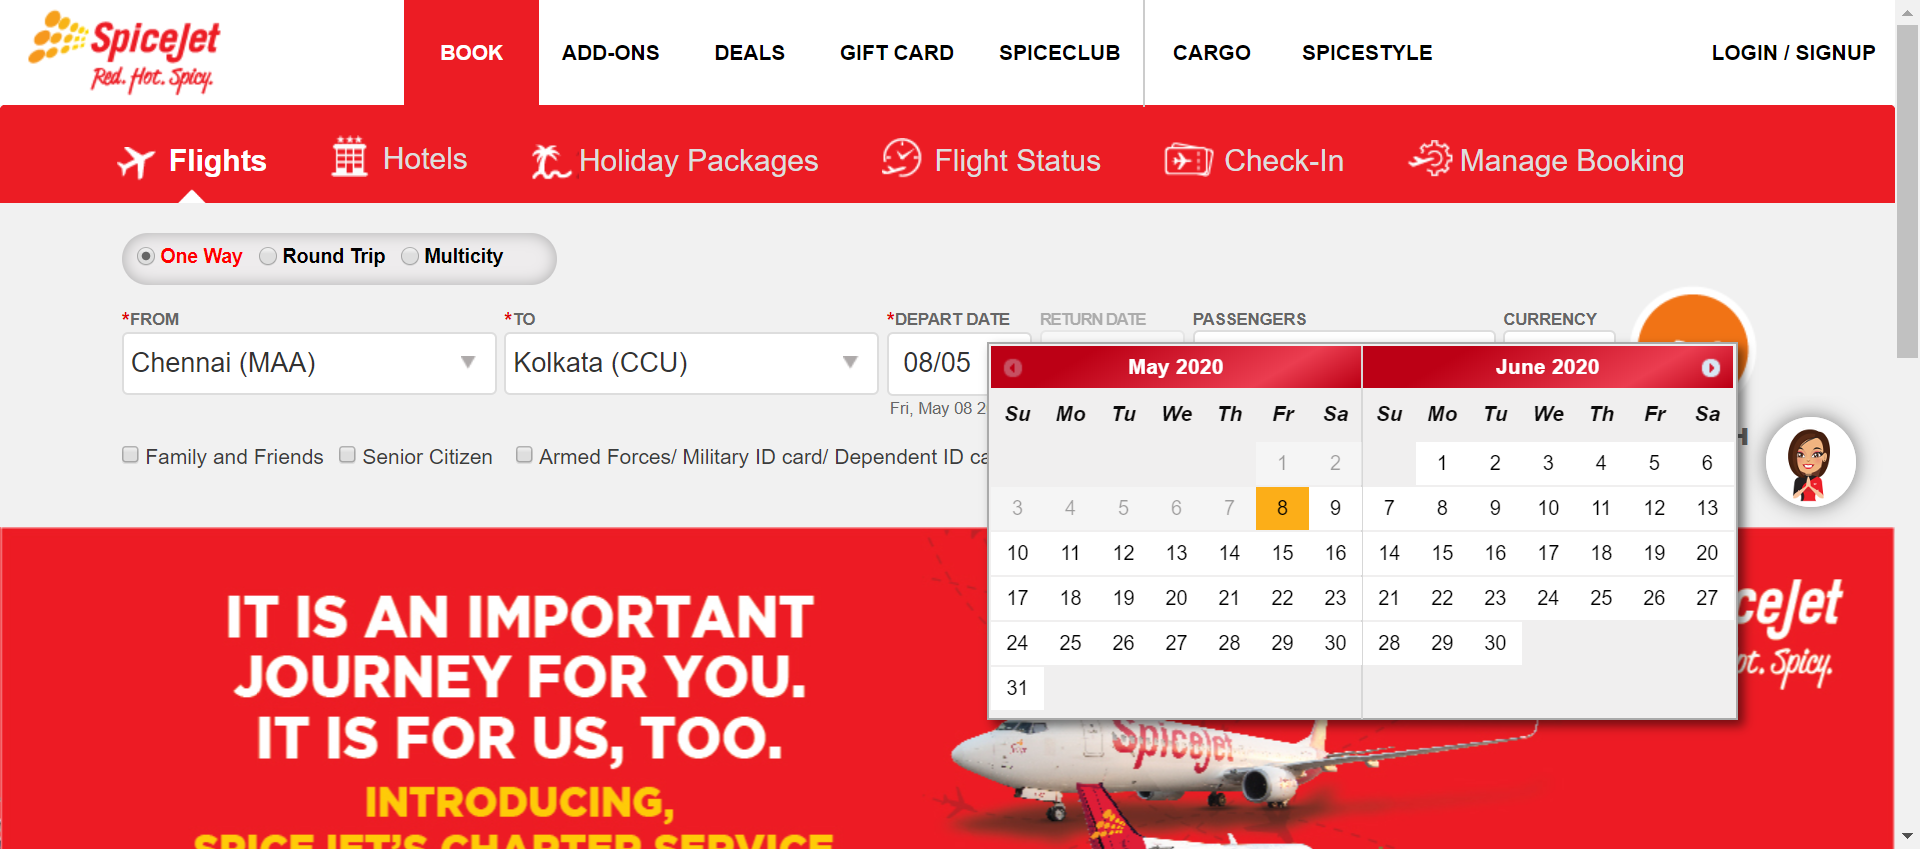 SpiceJet
Red. Hot. Spicy.
BOOK ADD-ONS DEALS GIFT CARD SPICECLUB CARGO SPICESTYLE LOGIN / SIGNUP
Flights Hotels Holiday Packages Flight Status Check-In Manage Booking
One Way Round Trip Multicity
*FROM *TO *DEPART DATE RETURN DATE PASSENGERS CURRENCY
Chennai (MAA) Kolkata (CCU) 08/05
Fri, May 08 2
Family and Friends Senior Citizen Armed Forces/ Military ID card/ Dependent ID ca
May 2020 June 2020
Su Mo Tu We Th Fr Sa Su Mo Tu We Th Fr Sa
1 2 1 2 3 4 5 6
3 4 5 6 7 8 9 7 8 9 10 11 12 13
10 11 12 13 14 15 16 14 15 16 17 18 19 20
17 18 19 20 21 22 23 21 22 23 24 25 26 27
24 25 26 27 28 29 30 28 29 30
31
H
IT IS AN IMPORTANT
JOURNEY FOR YOU.
IT IS FOR US, TOO.
INTRODUCING,
SPICEJET'S CHARTER SERVICE
ceJet
ot. Spicy.
SpiceJet